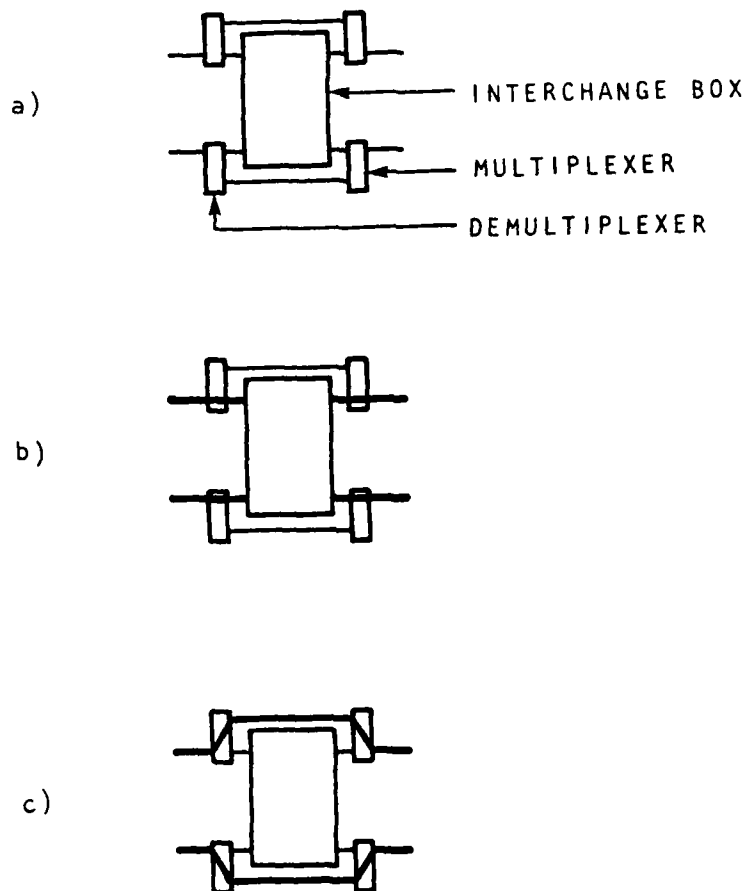 a)
INTERCHANGE BOX
MULTIPLEXER
DEMULTIPLEXER
b)
c)